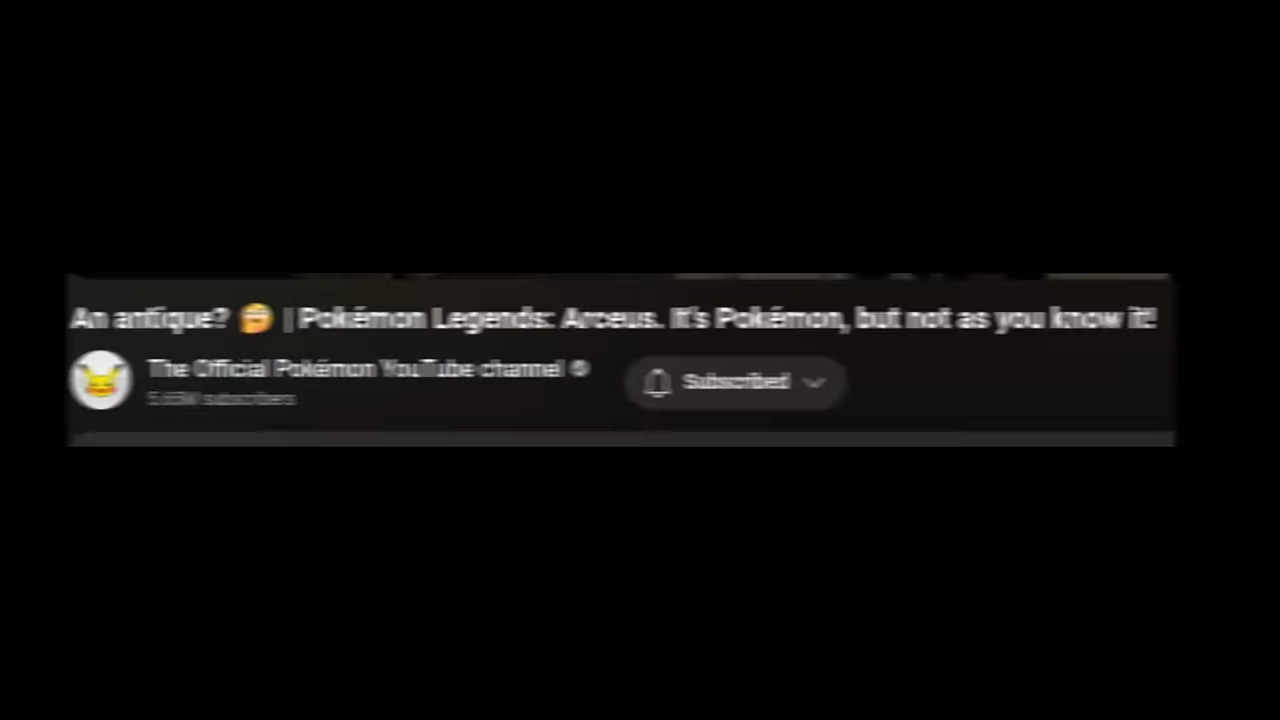 An antique? 🤔 | Pokémon Legends: Arceus. It's Pokémon, but not as you know it!
The Official Pokémon YouTube channel
Subscribed
subscribers